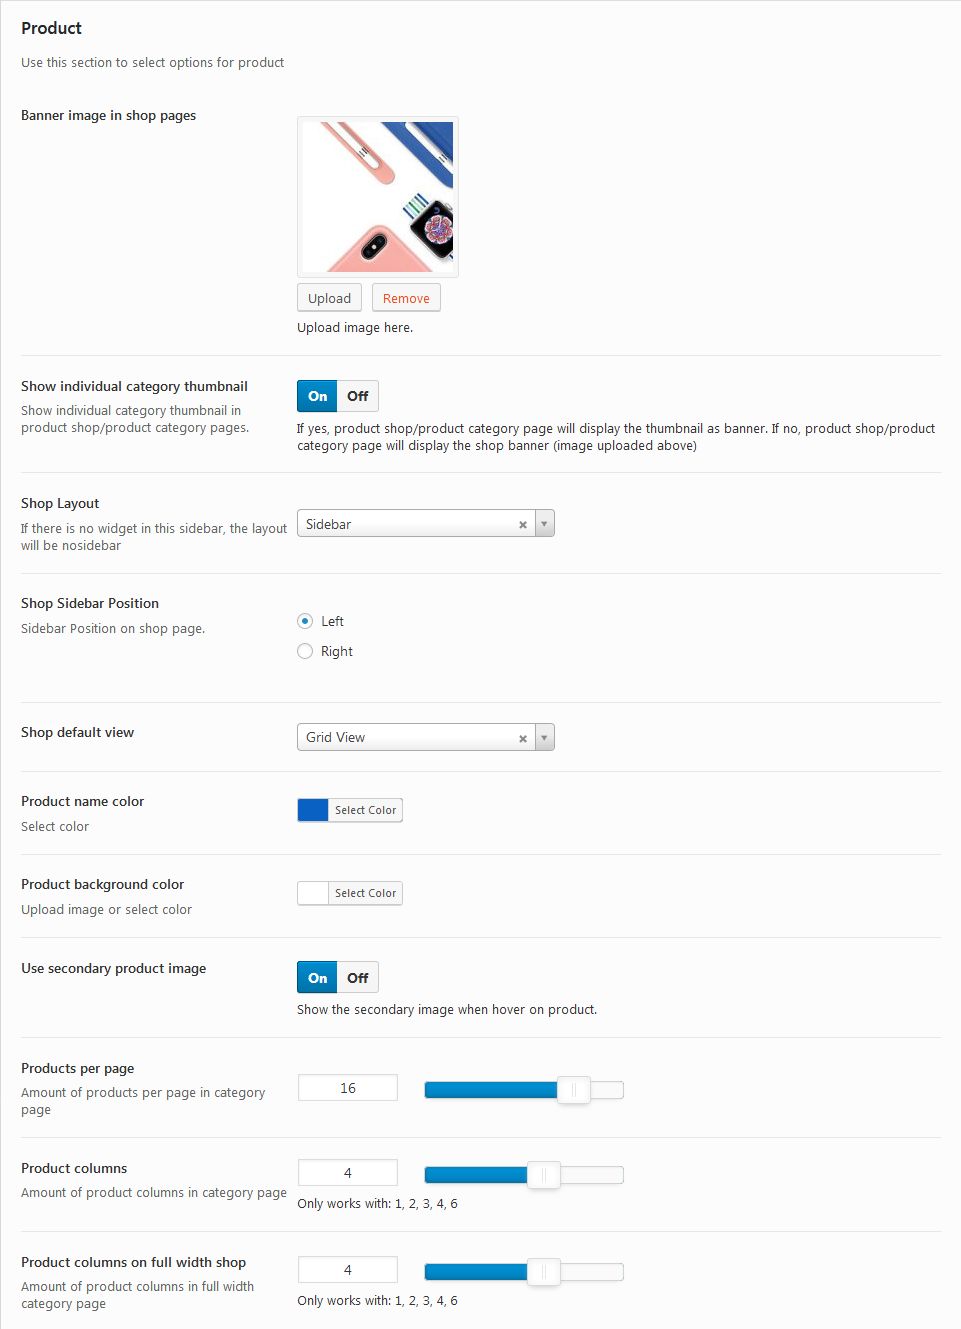 Product
Use this section to select options for product
Banner image in shop pages
Upload
Remove
Upload image here.
Show individual category thumbnail
Show individual category thumbnail in
product shop/product category pages.
On
Off
If yes, product shop/product category page will display the thumbnail as banner. If no, product shop/product
category page will display the shop banner (image uploaded above)
Shop Layout
If there is no widget in this sidebar, the layout
will be nosidebar
Sidebar
Shop Sidebar Position
Sidebar Position on shop page.
Left
Right
Shop default view
Grid View
Product name color
Select color
Select Color
Product background color
Upload image or select color
Select Color
Use secondary product image
On
Off
Show the secondary image when hover on product.
Products per page
Amount of products per page in category
page
16
Product columns
Amount of product columns in category page
4
Only works with: 1, 2, 3, 4, 6
Product columns on full width shop
Amount of product columns in full width
category page
4
Only works with: 1, 2, 3, 4, 6